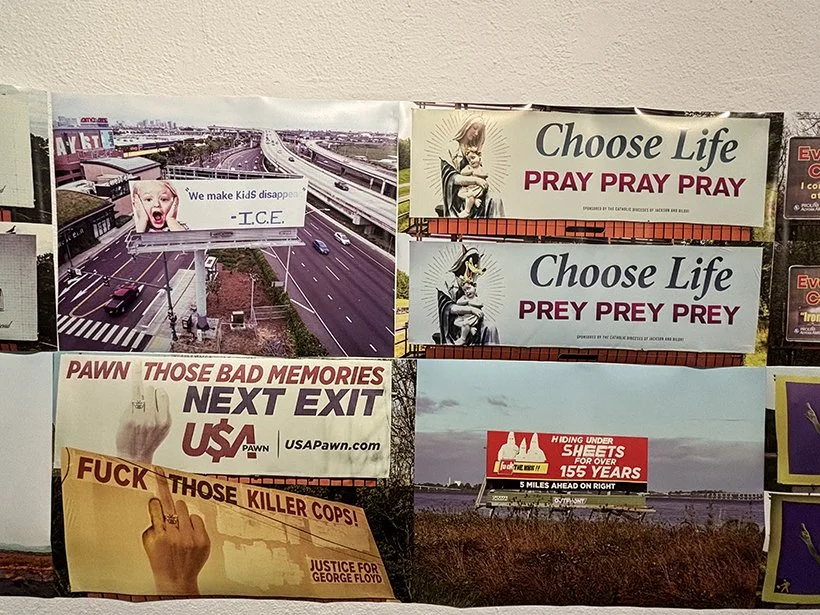 "We make KidS disappear"
-I.C.E.
Choose Life
PRAY PRAY PRAY
SPONSORED BY THE CATHOLIC DIOCESES OF JACKSON AND BILOXI
Choose Life
PREY PREY PREY
SPONSORED BY THE CATHOLIC DIOCESES OF JACKSON AND BILOXI
PAWN THOSE BAD MEMORIES
NEXT EXIT
U$A PAWN | USAPawn.com
FUCK THOSE KILLER COPS!
JUSTICE FOR
GEORGE FLOYD
HIDING UNDER
SHEETS
FOR OVER
155 YEARS
5 MILES AHEAD ON RIGHT
OUTFRONT